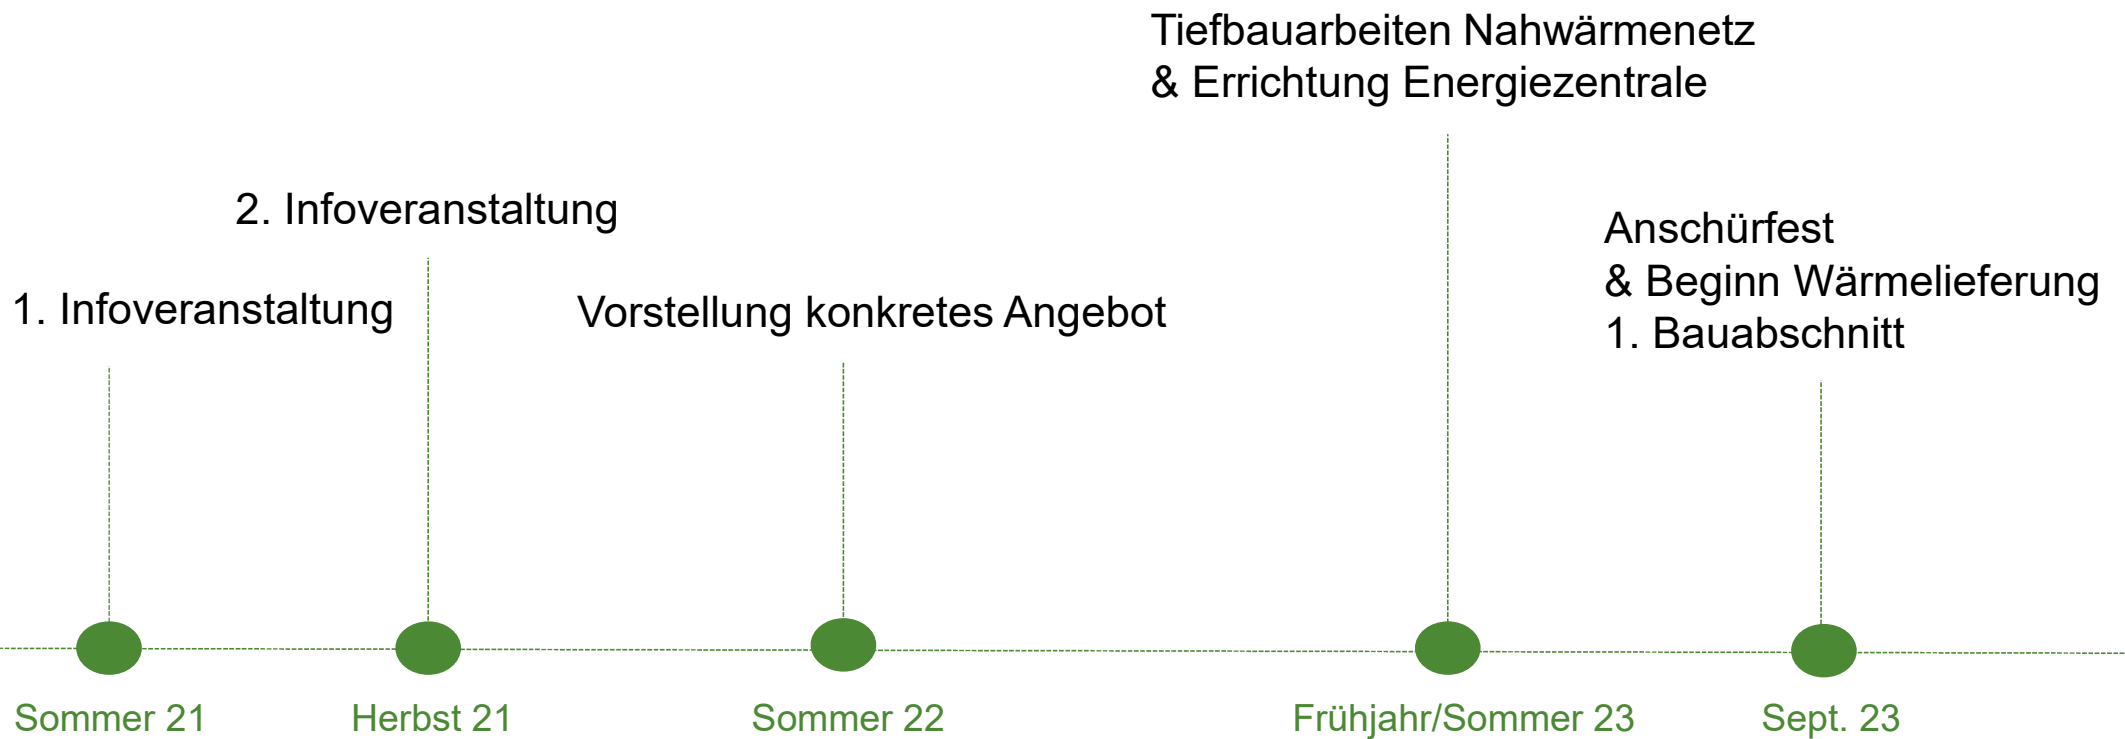 Tiefbauarbeiten Nahwärmenetz
& Errichtung Energiezentrale
2. Infoveranstaltung
Anschürfest
& Beginn Wärmelieferung
1. Bauabschnitt
1. Infoveranstaltung
Vorstellung konkretes Angebot
Sommer 21
Herbst 21
Sommer 22
Frühjahr/Sommer 23
Sept. 23